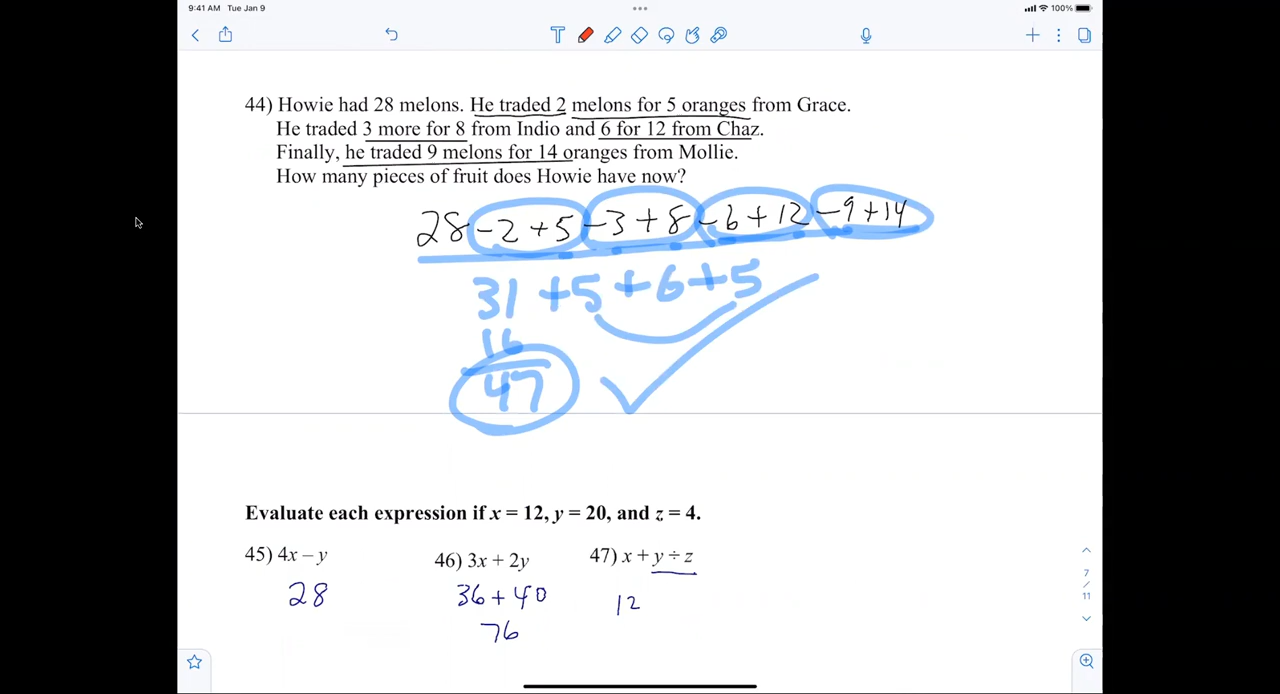 9:41 AM Tue Jan 9
100%
T
44) Howie had 28 melons. He traded 2 melons for 5 oranges from Grace.
He traded 3 more for 8 from Indio and 6 for 12 from Chaz.
Finally, he traded 9 melons for 14 oranges from Mollie.
How many pieces of fruit does Howie have now?
28 - 2 + 5 - 3 + 8 - 6 + 12 - 9 + 14
31 + 5 + 6 + 5
16
47
Evaluate each expression if x = 12, y = 20, and z = 4.
45) 4x – y
28
46) 3x + 2y
36 + 40
76
47) x + y ÷ z
12
7
/
11